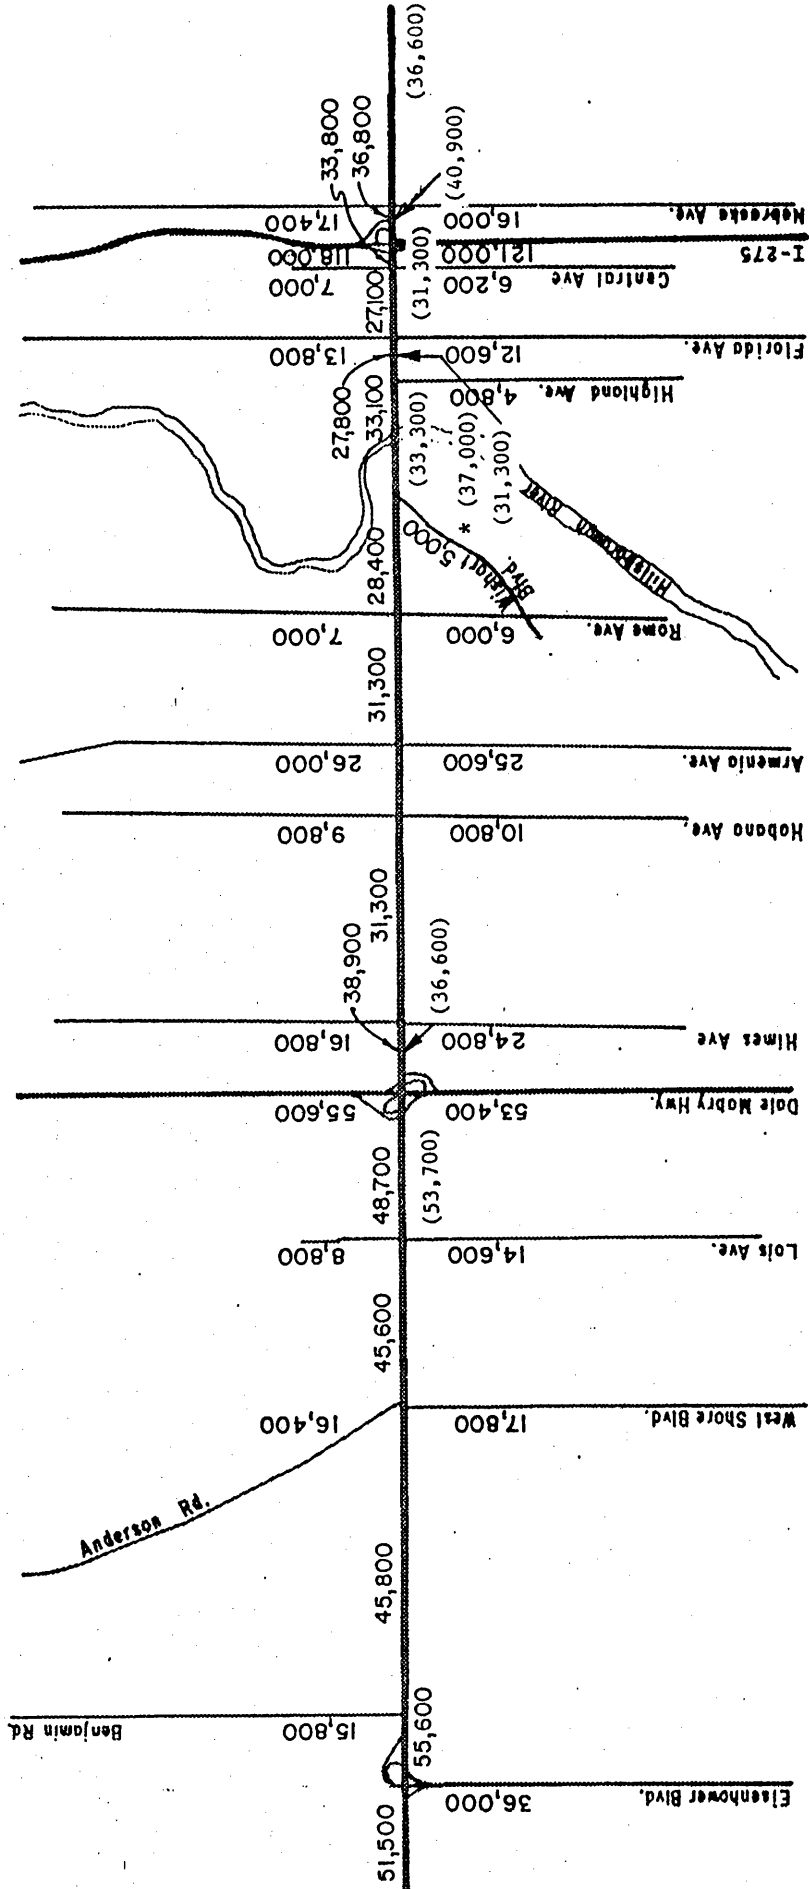 (36,600)
33,800
36,800
(40,900)
17,400
16,000
Nebraska Ave.
118,000
121,000
I-275
7,000
6,200
Central Ave
27,100
(31,300)
13,800
12,600
Florida Ave.
27,800
33,100
4,800
Highland Ave.
(33,300)
* (37,000)
(31,300)
Hillsborough River
28,400
Wishart 5,000
Blvd.
7,000
6,000
Rome Ave.
31,300
26,000
25,600
Armenia Ave.
9,800
10,800
Habana Ave.
31,300
38,900
(36,600)
16,800
24,800
Himes Ave
55,600
53,400
Dale Mabry Hwy.
48,700
(53,700)
8,800
14,600
Lois Ave.
45,600
16,400
17,800
West Shore Blvd.
Anderson Rd.
45,800
Benjamin Rd.
15,800
55,600
36,000
Eisenhower Blvd.
51,500